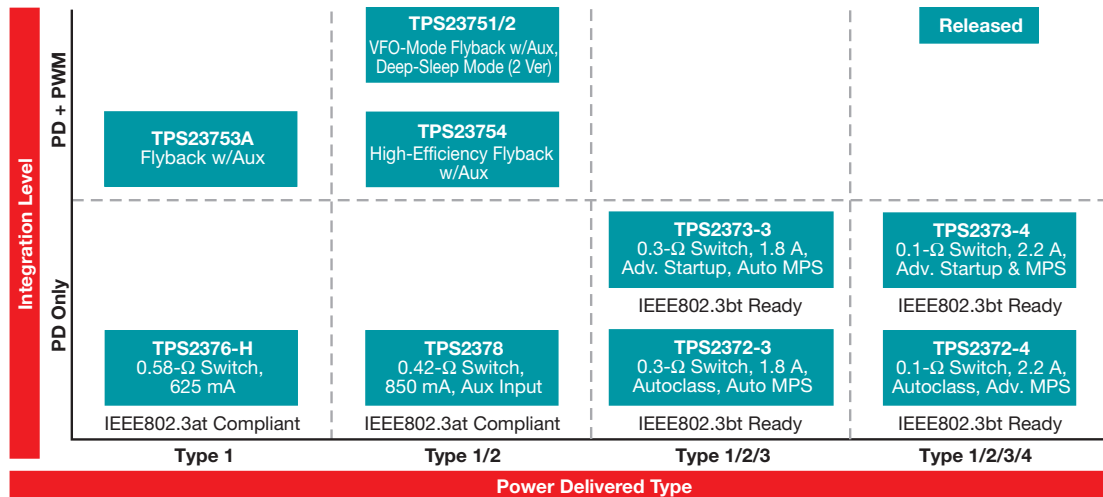 TPS23751/2
VFO-Mode Flyback w/Aux,
Deep-Sleep Mode (2 Ver)
Released
PD + PWM
TPS23753A
Flyback w/Aux
TPS23754
High-Efficiency Flyback
w/Aux
Integration Level
PD Only
TPS2373-3
0.3-Ω Switch, 1.8 A,
Adv. Startup, Auto MPS
IEEE802.3bt Ready
TPS2373-4
0.1-Ω Switch, 2.2 A,
Adv. Startup & MPS
IEEE802.3bt Ready
TPS2376-H
0.58-Ω Switch,
625 mA
IEEE802.3at Compliant
TPS2378
0.42-Ω Switch,
850 mA, Aux Input
IEEE802.3at Compliant
TPS2372-3
0.3-Ω Switch, 1.8 A,
Autoclass, Auto MPS
IEEE802.3bt Ready
TPS2372-4
0.1-Ω Switch, 2.2 A,
Autoclass, Adv. MPS
IEEE802.3bt Ready
Type 1
Type 1/2
Type 1/2/3
Type 1/2/3/4
Power Delivered Type